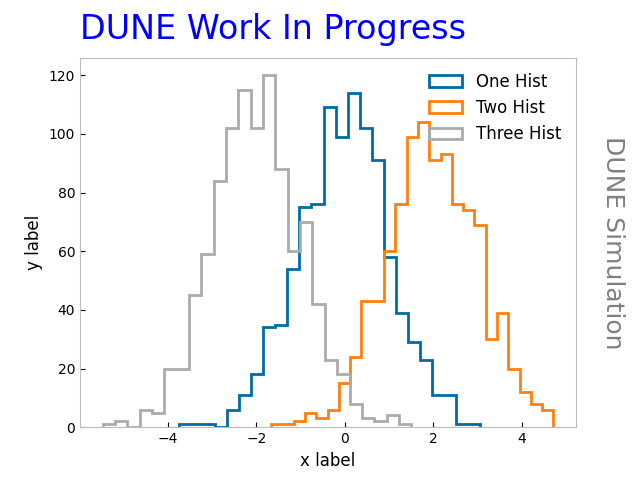 DUNE Work In Progress
120
100
80
60
40
20
0
y label
One Hist
Two Hist
Three Hist
−4
−2
0
2
4
x label
DUNE Simulation